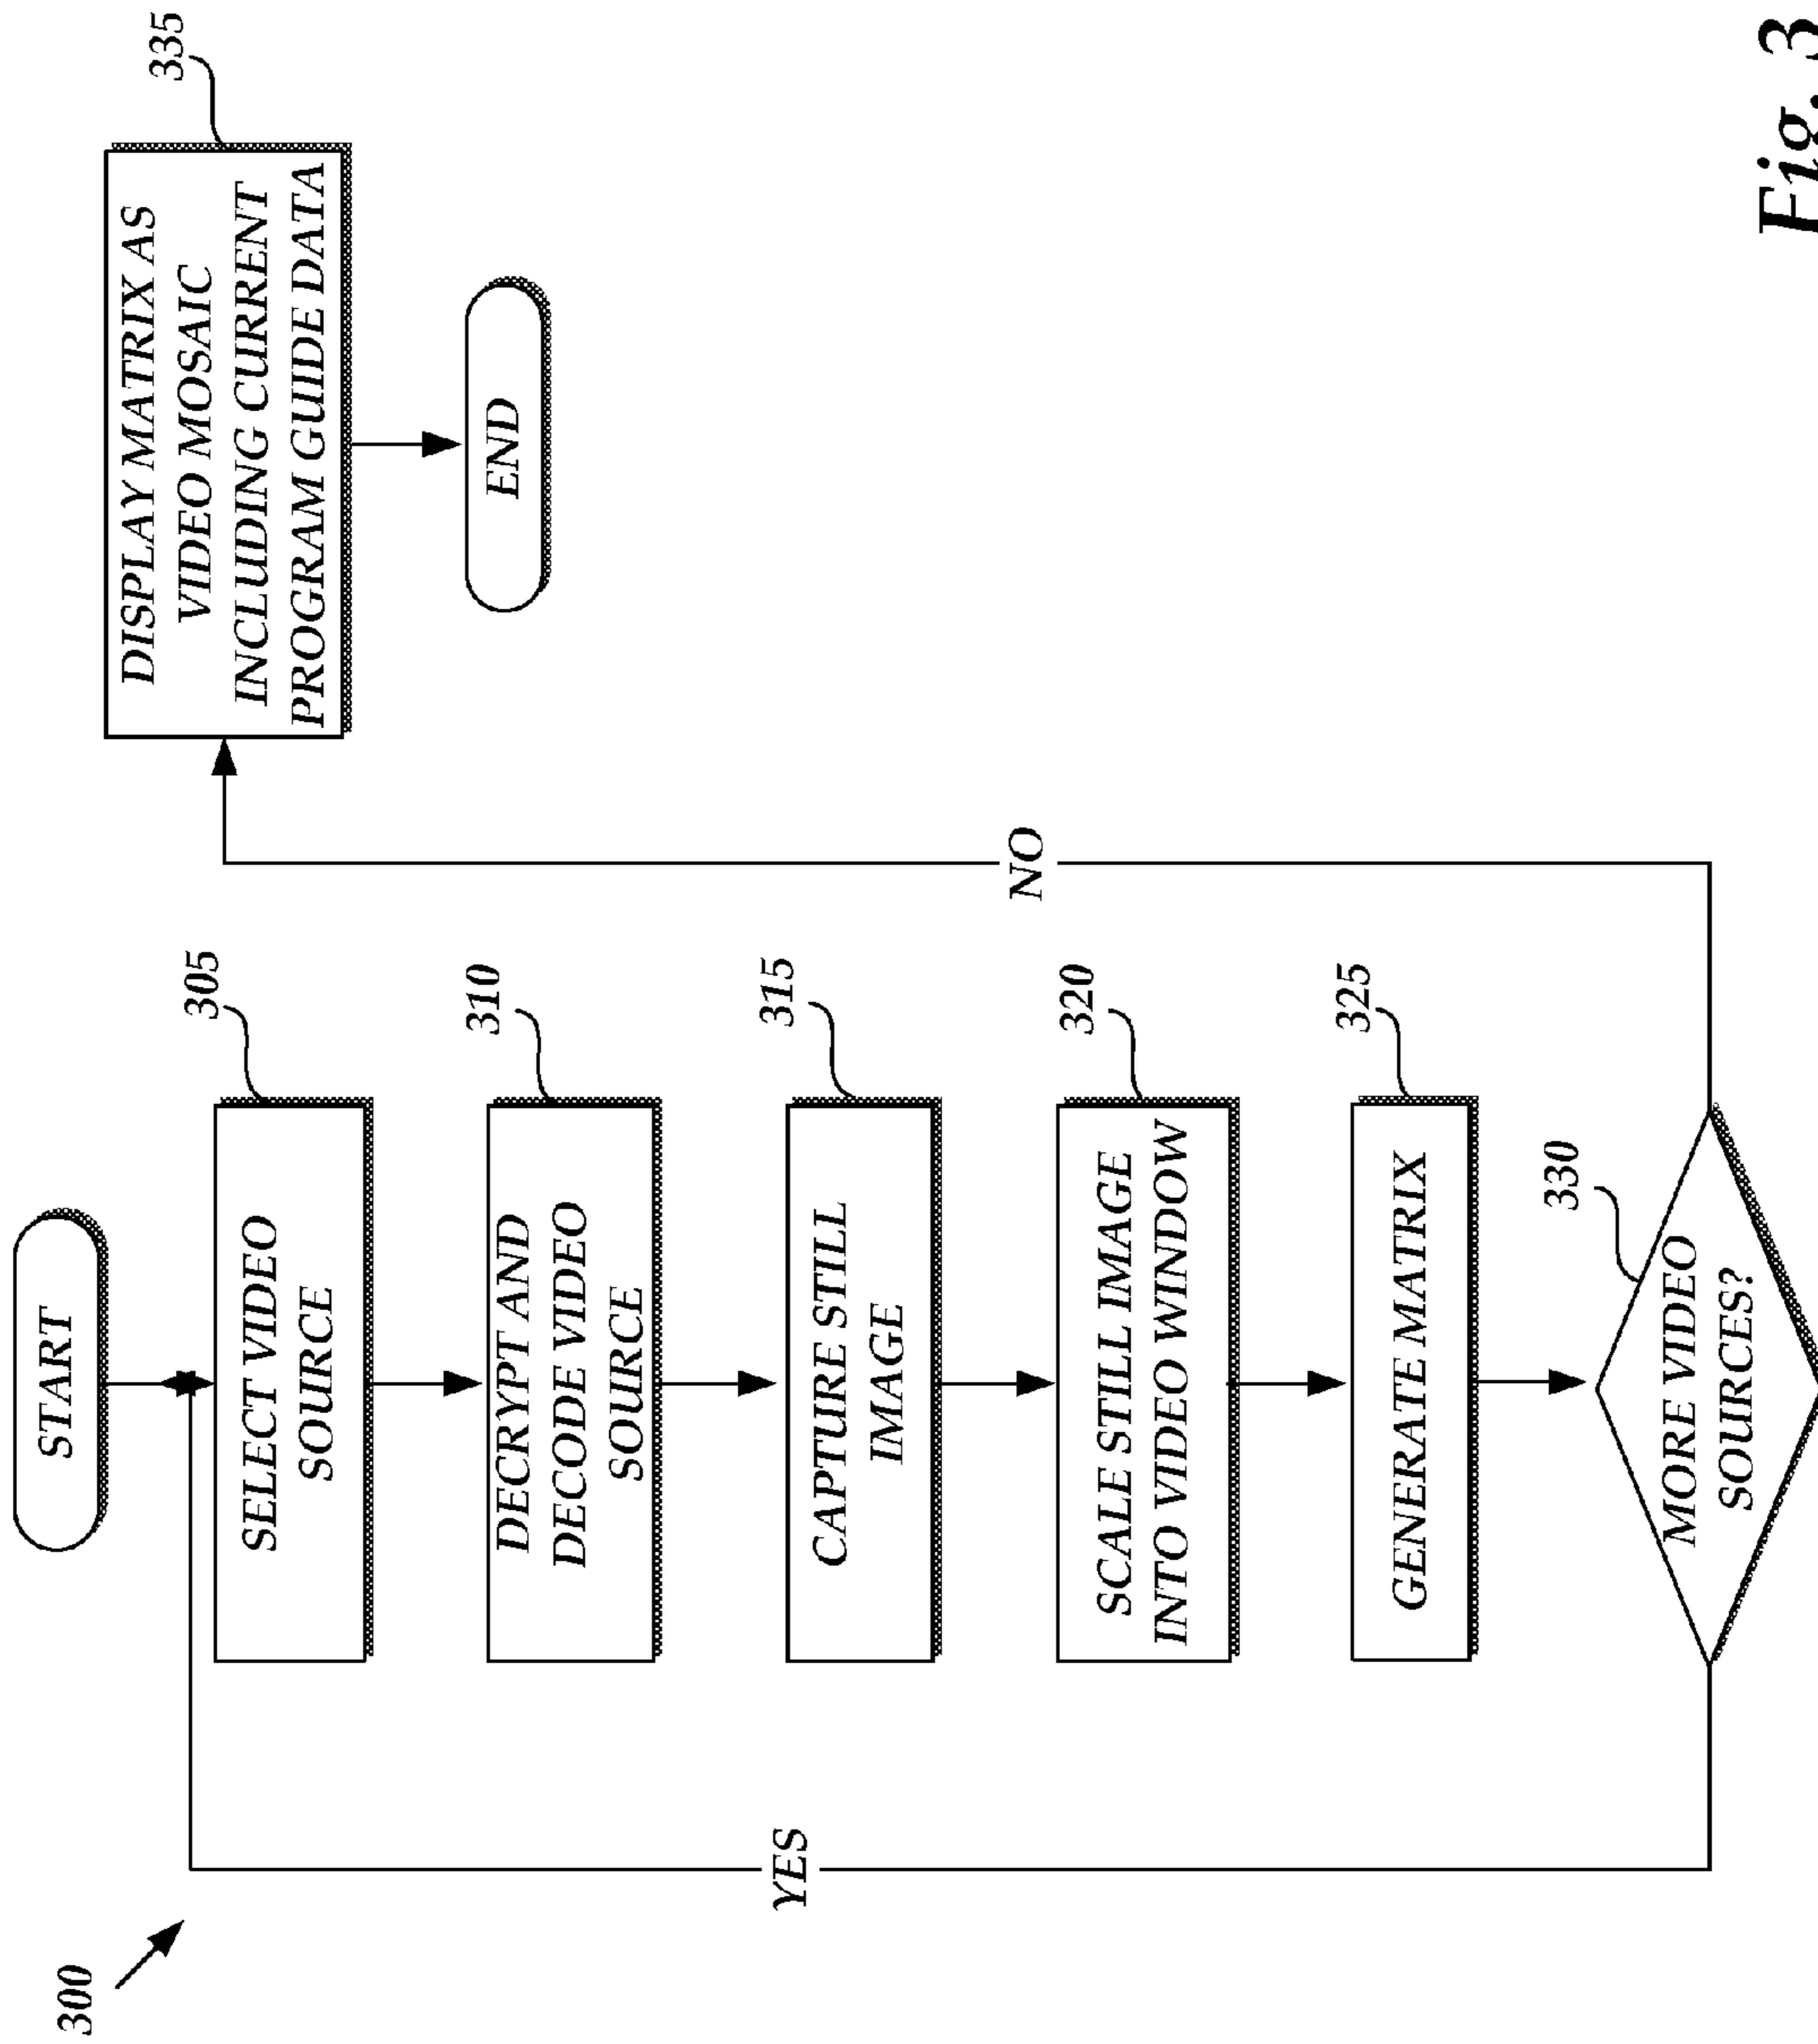 300
START
305
SELECT VIDEO
SOURCE
310
DECRYPT AND
DECODE VIDEO
SOURCE
315
CAPTURE STILL
IMAGE
320
SCALE STILL IMAGE
INTO VIDEO WINDOW
325
GENERATE MATRIX
330
MORE VIDEO
SOURCES?
YES
NO
335
DISPLAY MATRIX AS
VIDEO MOSAIC
INCLUDING CURRENT
PROGRAM GUIDE DATA
END
Fig. 3